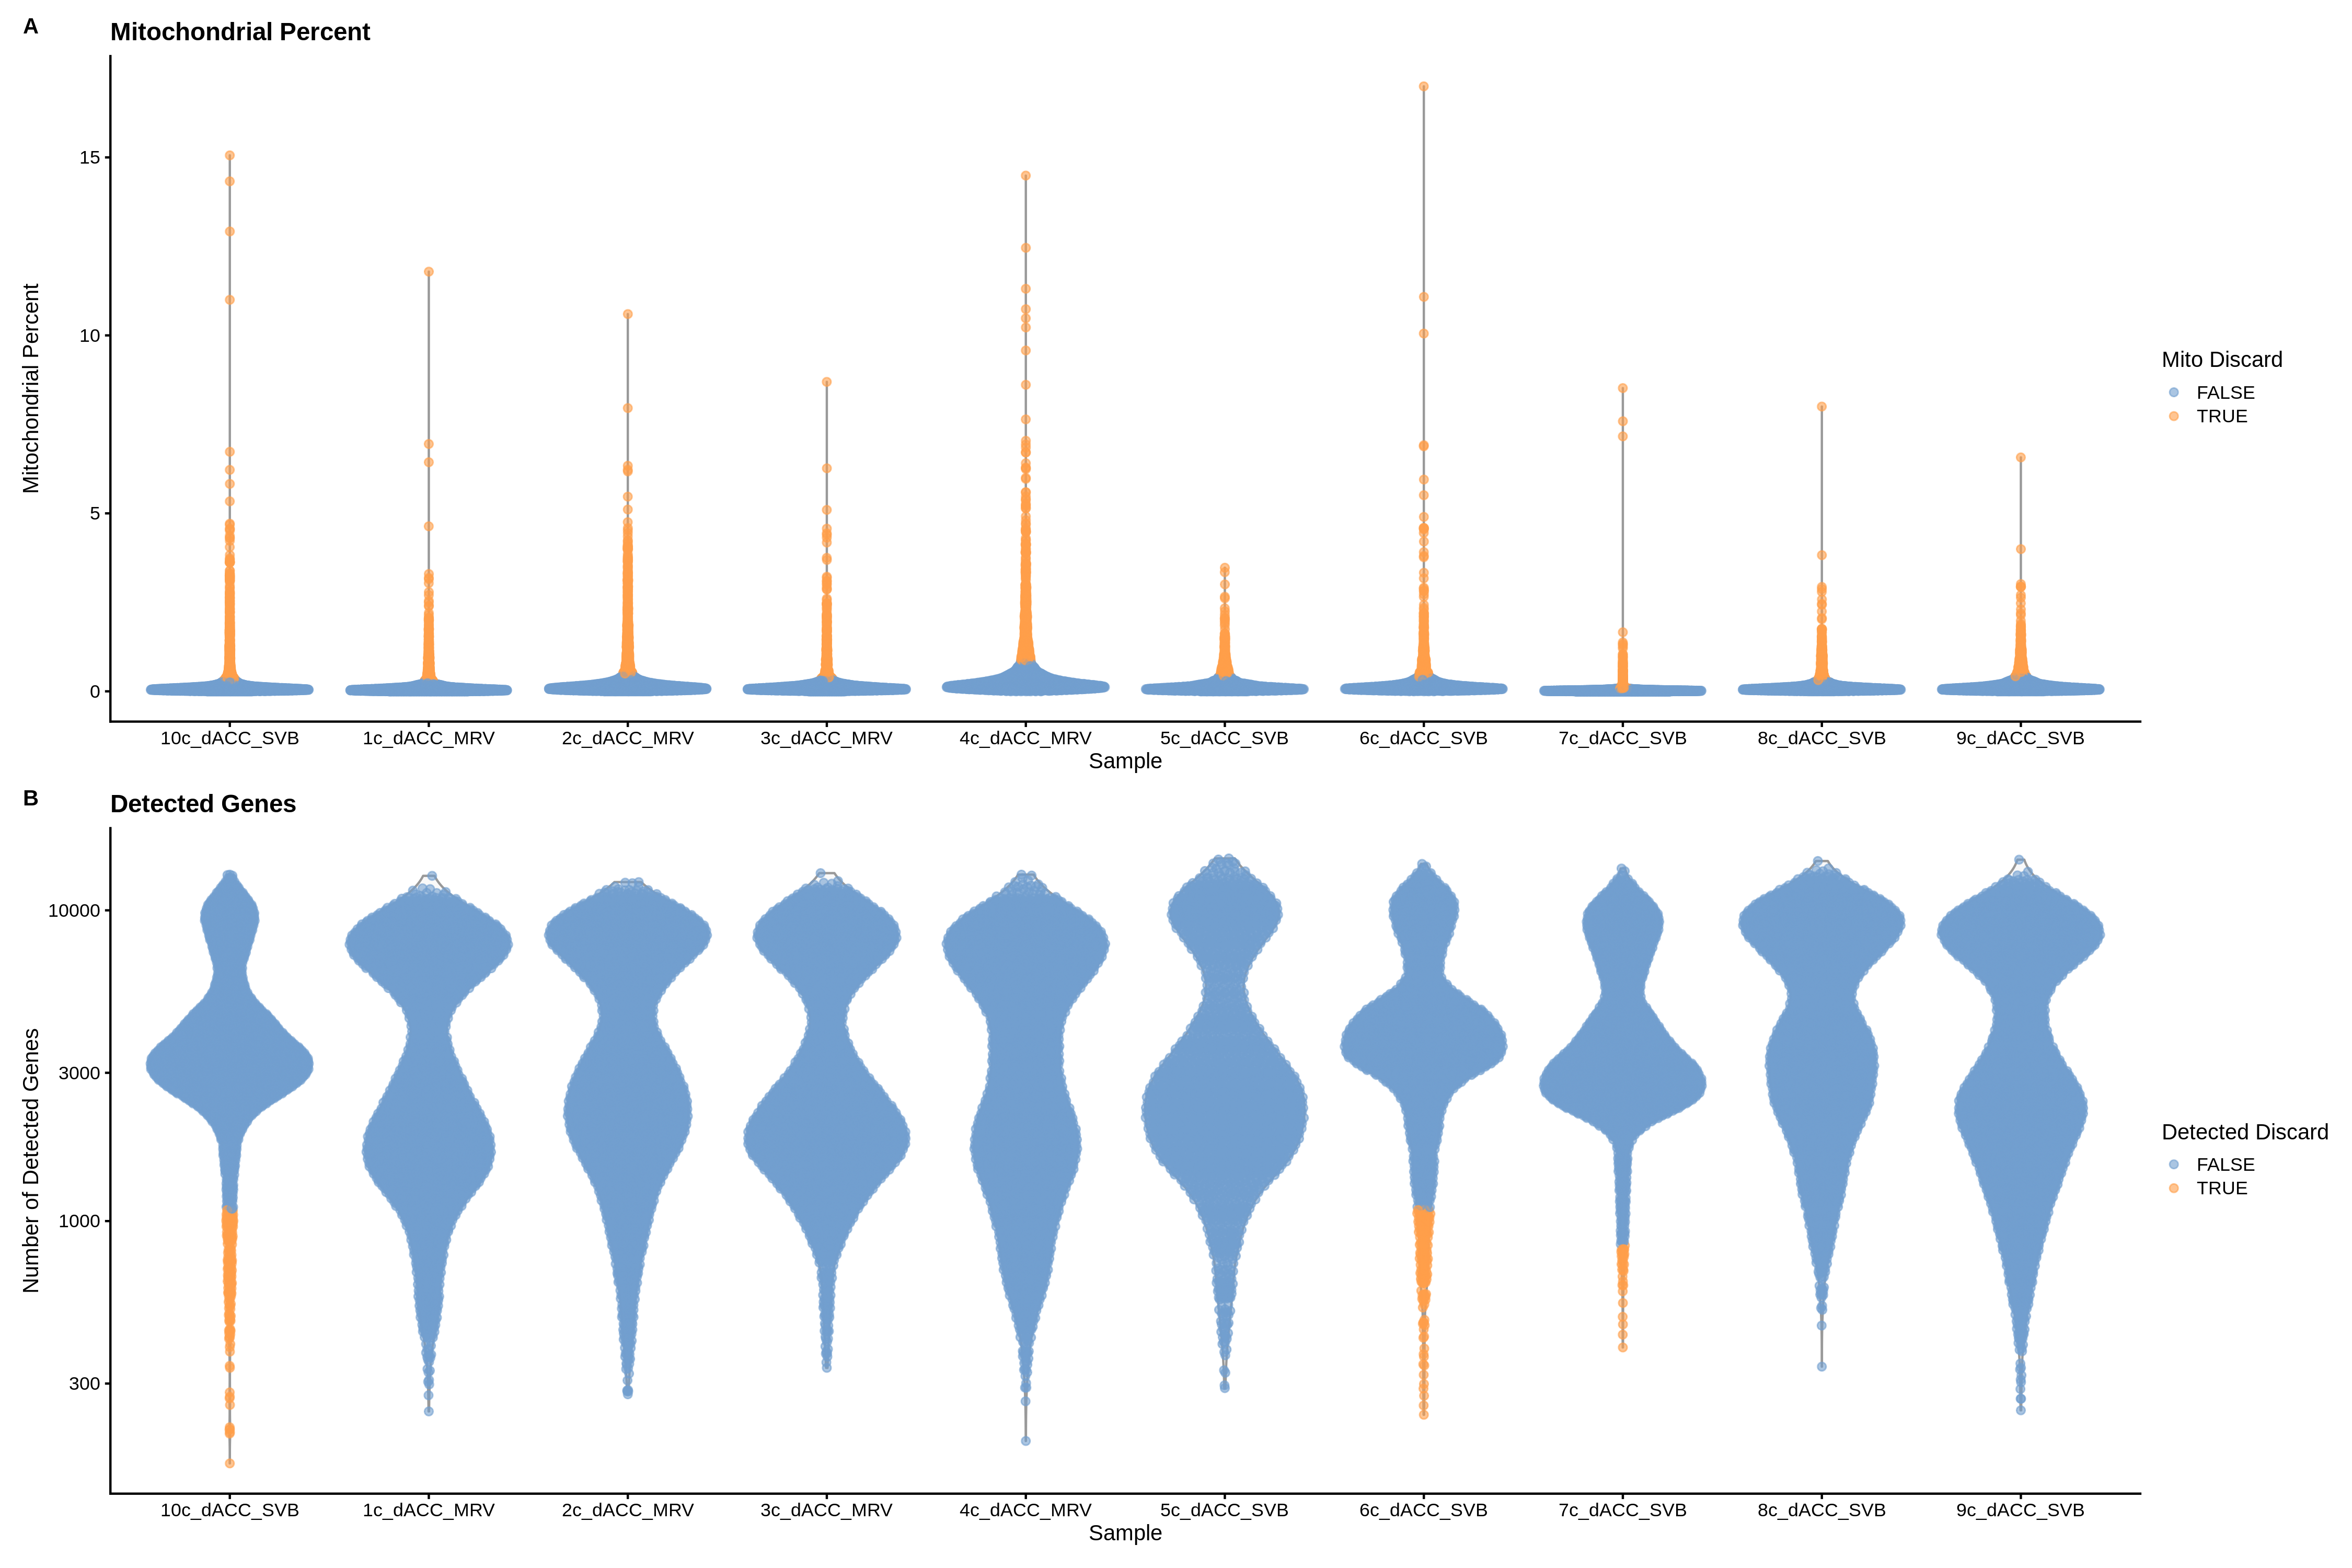 A
Mitochondrial Percent
Mitochondrial Percent
15
10
5
0
10c_dACC_SVB 1c_dACC_MRV 2c_dACC_MRV 3c_dACC_MRV 4c_dACC_MRV 5c_dACC_SVB 6c_dACC_SVB 7c_dACC_SVB 8c_dACC_SVB 9c_dACC_SVB
Sample
Mito Discard
FALSE
TRUE
B
Detected Genes
Number of Detected Genes
10000
3000
1000
300
10c_dACC_SVB 1c_dACC_MRV 2c_dACC_MRV 3c_dACC_MRV 4c_dACC_MRV 5c_dACC_SVB 6c_dACC_SVB 7c_dACC_SVB 8c_dACC_SVB 9c_dACC_SVB
Sample
Detected Discard
FALSE
TRUE